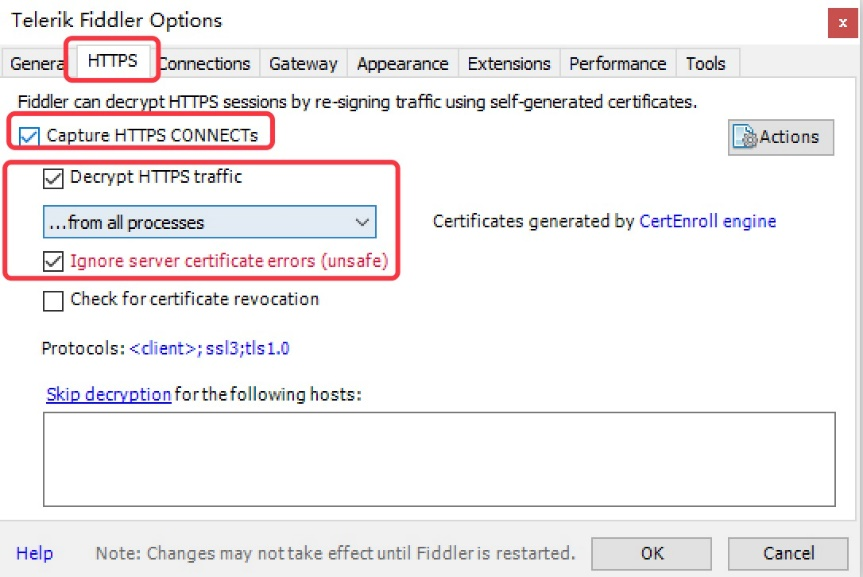 Telerik Fiddler Options
x
General HTTPS Connections Gateway Appearance Extensions Performance Tools
Fiddler can decrypt HTTPS sessions by re-signing traffic using self-generated certificates.
Capture HTTPS CONNECTs
Actions
Decrypt HTTPS traffic
...from all processes
Certificates generated by CertEnroll engine
Ignore server certificate errors (unsafe)
Check for certificate revocation
Protocols: <client>; ssl3;tls1.0
Skip decryption for the following hosts:
Help
Note: Changes may not take effect until Fiddler is restarted.
OK
Cancel